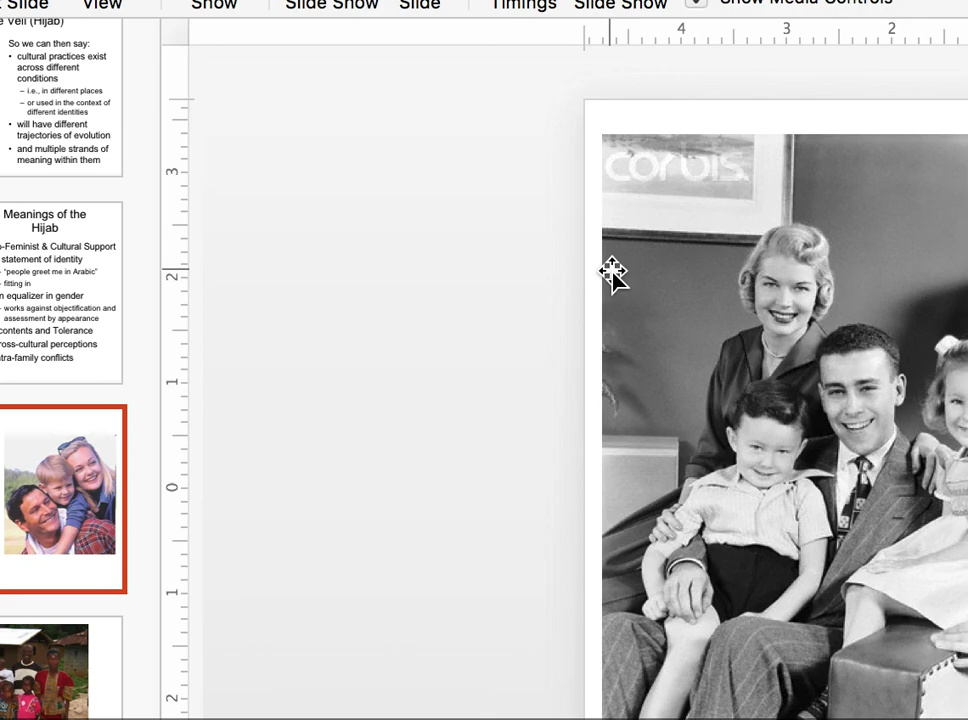 Slide
View
Show
Slide Show
Slide
Timings
Slide Show
Show Media Controls
4
3
2
e Veil (Hijab)
So we can then say:
• cultural practices exist
across different
conditions
– i.e., in different places
– or used in the context of
different identities
• will have different
trajectories of evolution
• and multiple strands of
meaning within them
Meanings of the
Hijab
o-Feminist & Cultural Support
statement of identity
- "people greet me in Arabic"
- fitting in
n equalizer in gender
- works against objectification and
assessment by appearance
contents and Tolerance
ross-cultural perceptions
tra-family conflicts
3
2
1
0
1
2
corbis.